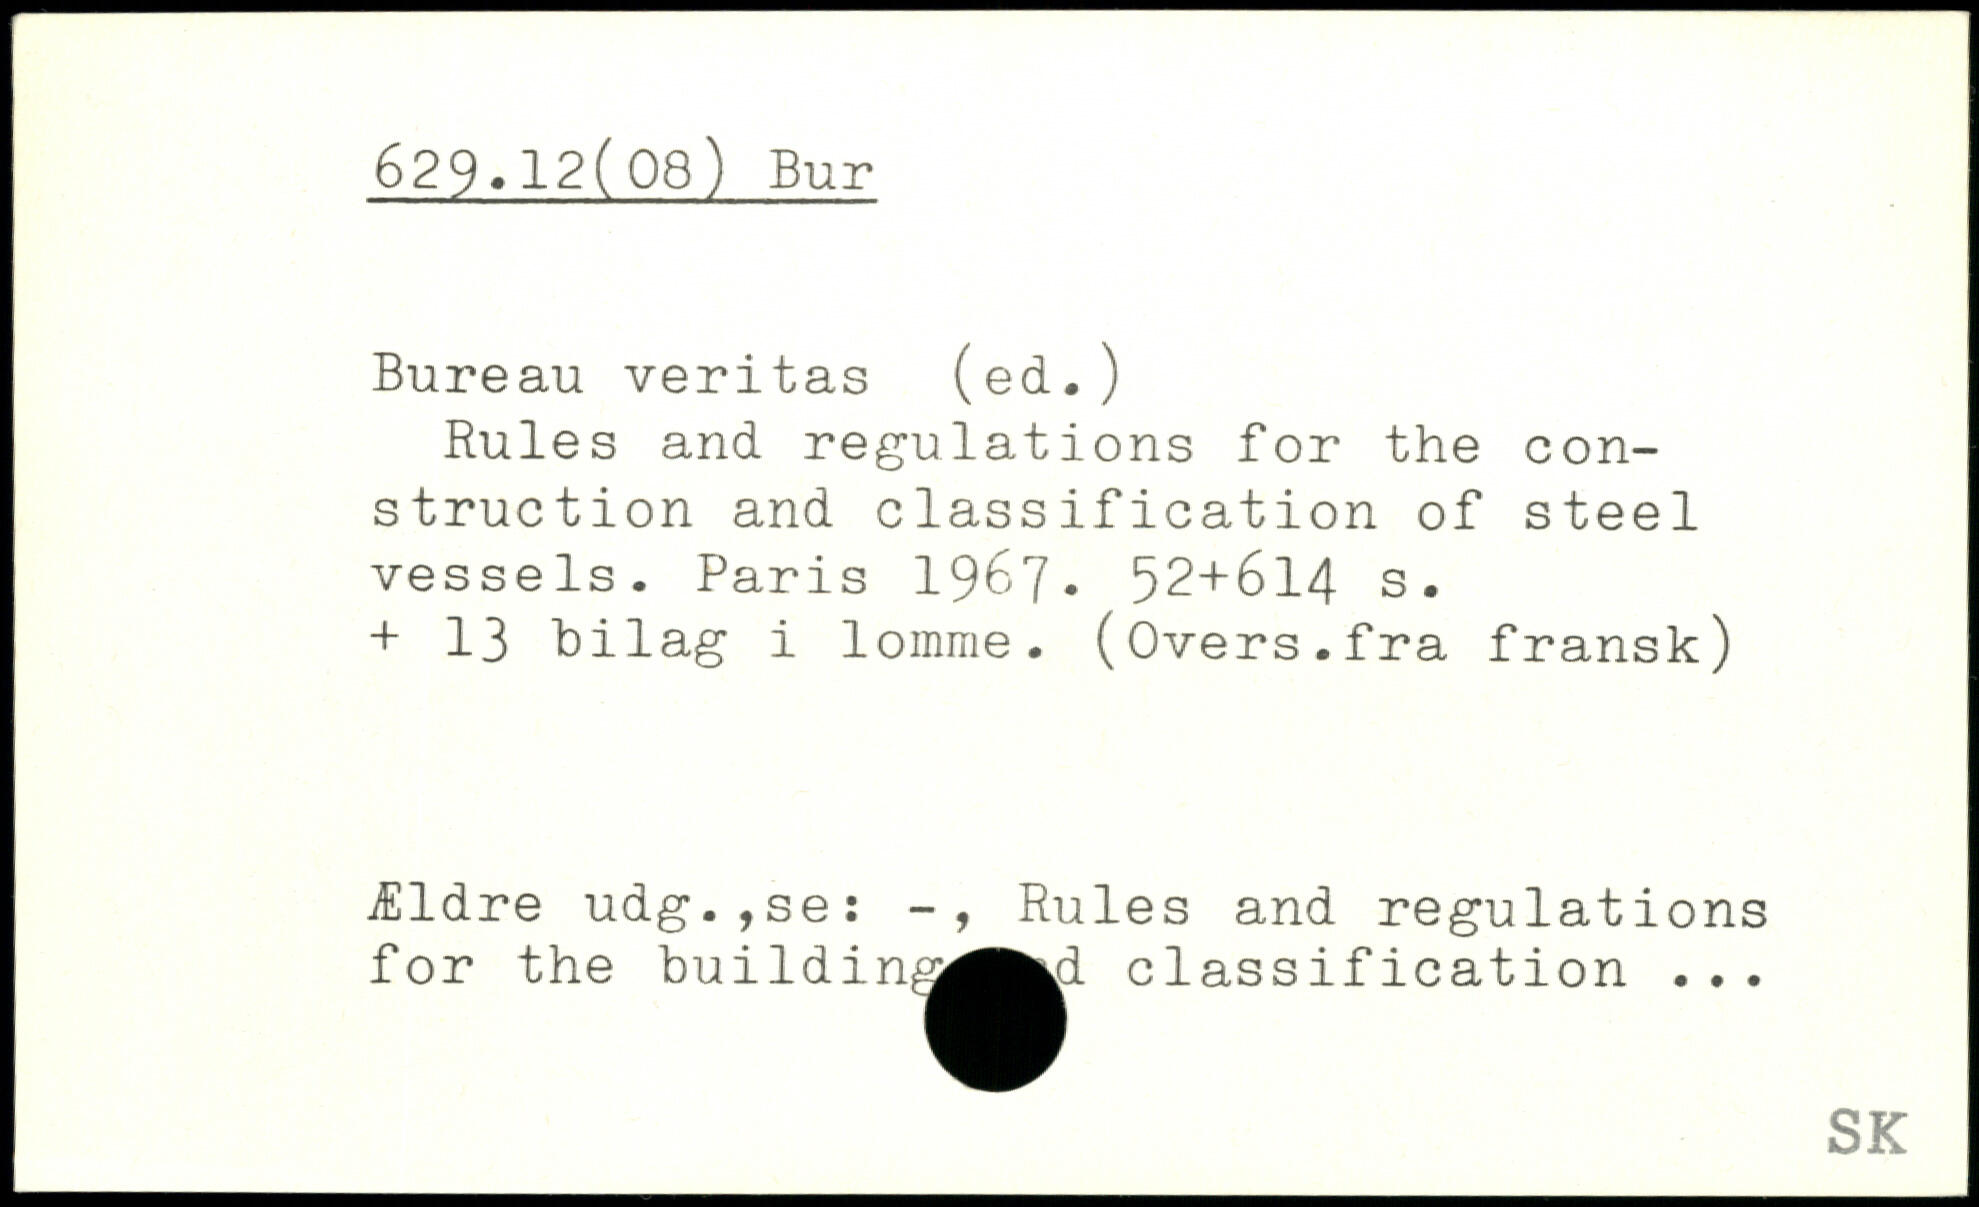 629.12(08) Bur
Bureau veritas (ed.)
Rules and regulations for the con-
struction and classification of steel
vessels. Paris 1967. 52+614 s.
+ 13 bilag i lomme. (Overs.fra fransk)
Ældre udg.,se: -, Rules and regulations
for the building classification ...
SK